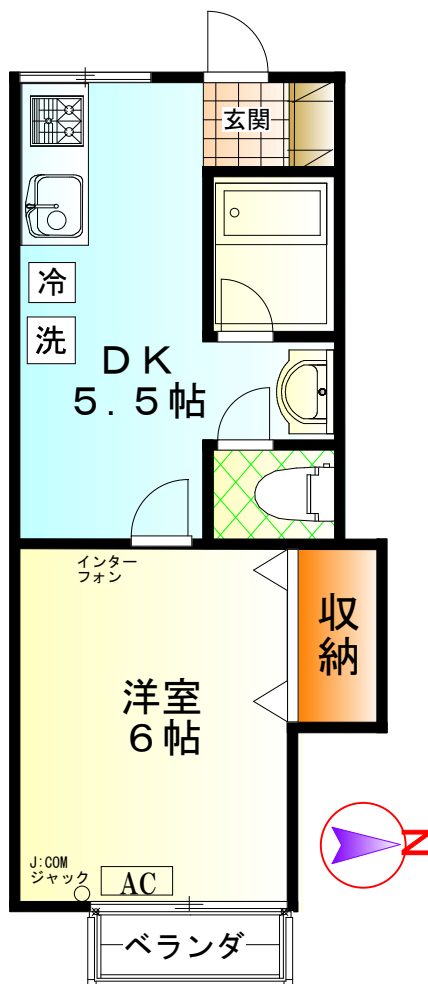 玄関
冷
洗
ＤＫ
５.５帖
インター
フォン
収
納
洋室
６帖
J:COM
ジャック
AC
N
ベランダ